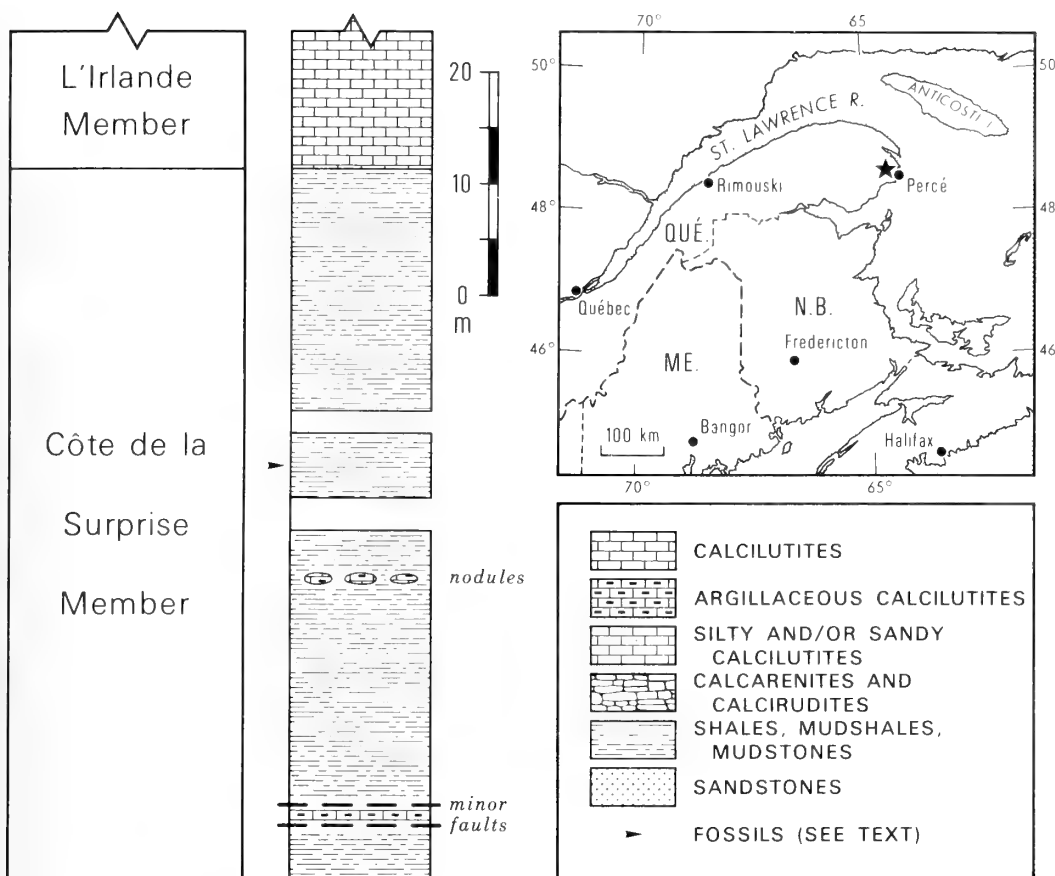 L'Irlande
Member
Côte de la
Surprise
Member
20
10
0
m
nodules
minor
faults
70°
65°
50°
50°
48°
48°
46°
46°
70°
65°
ST. LAWRENCE R.
ANTICOSTI I.
Rimouski
Percé
QUÉ.
Québec
N.B.
Fredericton
ME.
Bangor
Halifax
100 km
CALCILUTITES
ARGILLACEOUS CALCILUTITES
SILTY AND/OR SANDY
CALCILUTITES
CALCARENITES AND
CALCIRUDITES
SHALES, MUDSHALES,
MUDSTONES
SANDSTONES
FOSSILS (SEE TEXT)